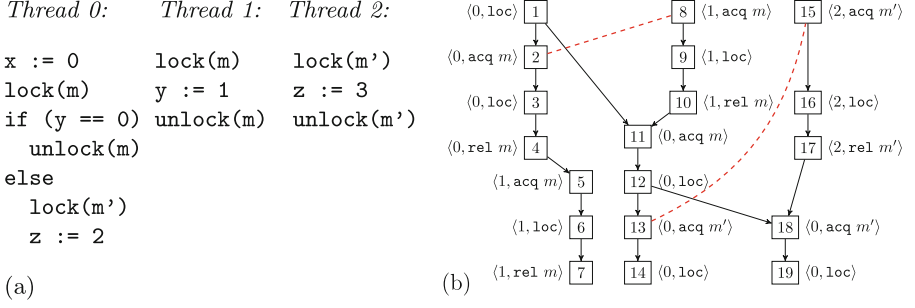 Thread 0: Thread 1: Thread 2:
x := 0 lock(m) lock(m')
lock(m) y := 1 z := 3
if (y == 0) unlock(m) unlock(m')
unlock(m)
else
lock(m')
z := 2
(a)
⟨0, loc⟩ 1 8 ⟨1, acq m⟩ 15 ⟨2, acq m′⟩
⟨0, acq m⟩ 2 9 ⟨1, loc⟩
⟨0, loc⟩ 3 10 ⟨1, rel m⟩ 16 ⟨2, loc⟩
⟨0, rel m⟩ 4 11 ⟨0, acq m⟩ 17 ⟨2, rel m′⟩
⟨1, acq m⟩ 5 12 ⟨0, loc⟩
⟨1, loc⟩ 6 13 ⟨0, acq m′⟩ 18 ⟨0, acq m′⟩
⟨1, rel m⟩ 7 14 ⟨0, loc⟩ 19 ⟨0, loc⟩
(b)